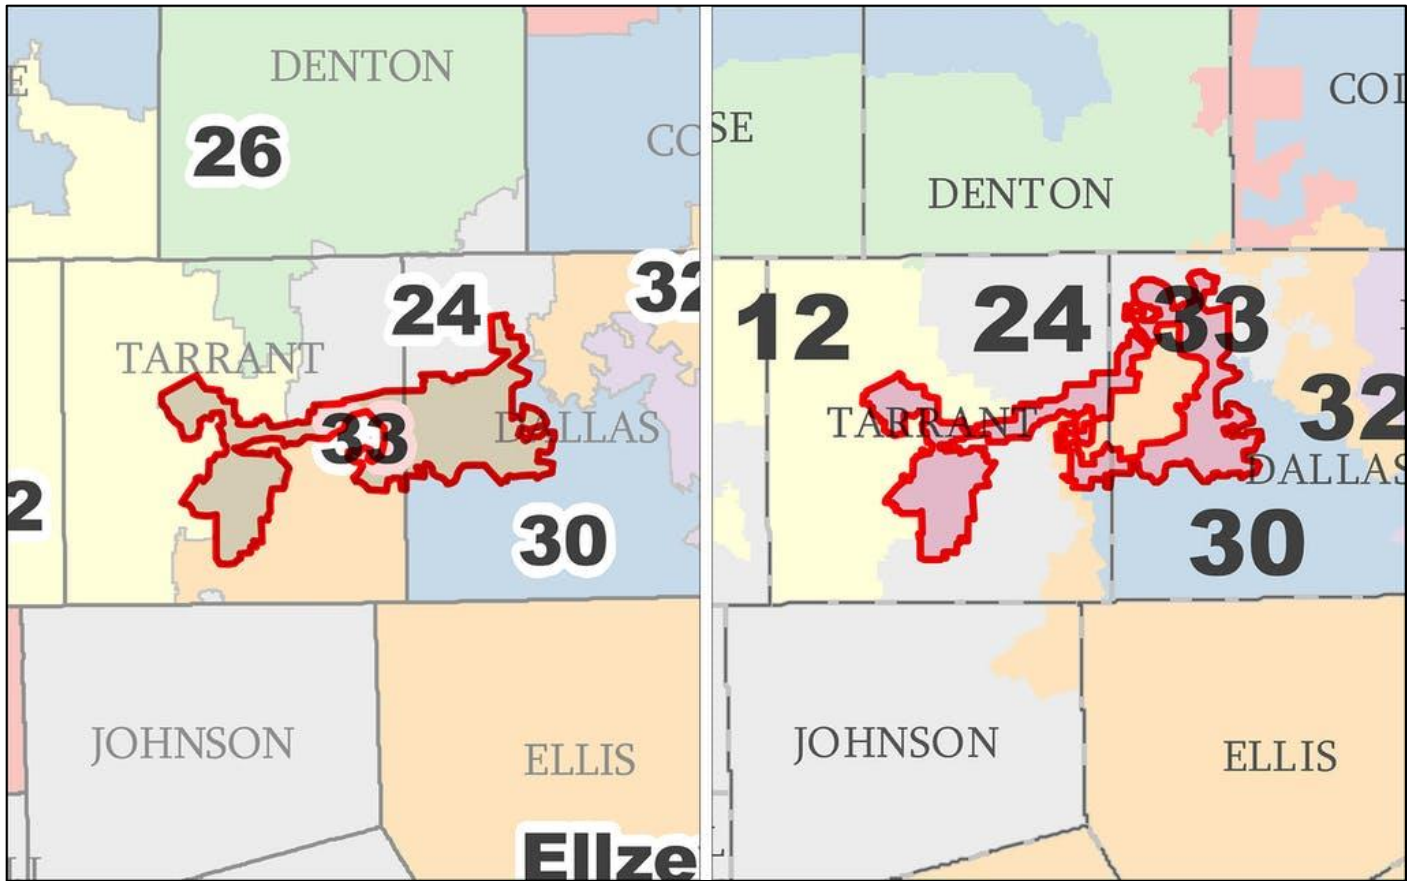 DENTON
26
CO
24
32
TARRANT
33
DALLAS
2
30
JOHNSON
ELLIS
Ellze
SE
COL
DENTON
12
24
33
32
TARRANT
DALLAS
30
JOHNSON
ELLIS